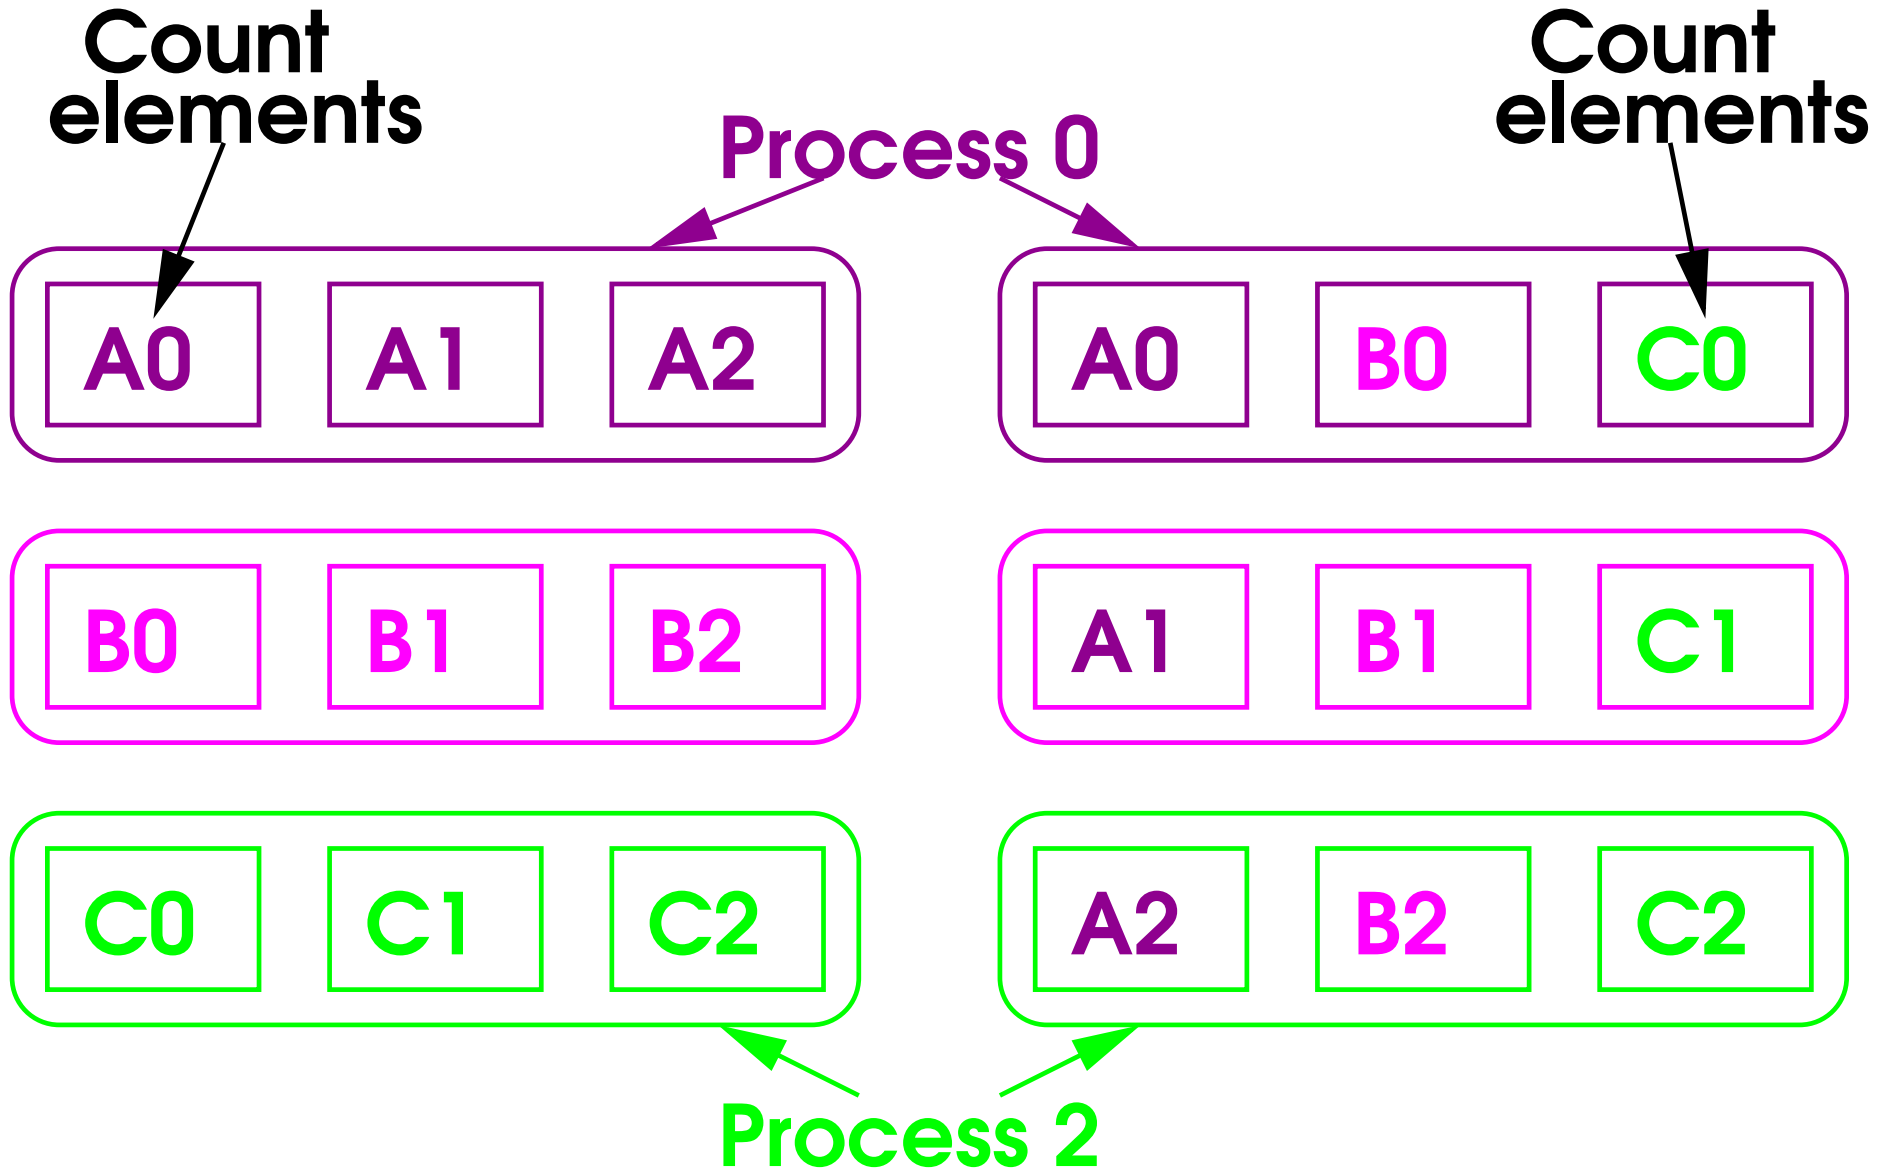 Count
elements
Count
elements
Process 0
A0 A1 A2
A0 B0 C0
B0 B1 B2
A1 B1 C1
C0 C1 C2
A2 B2 C2
Process 2